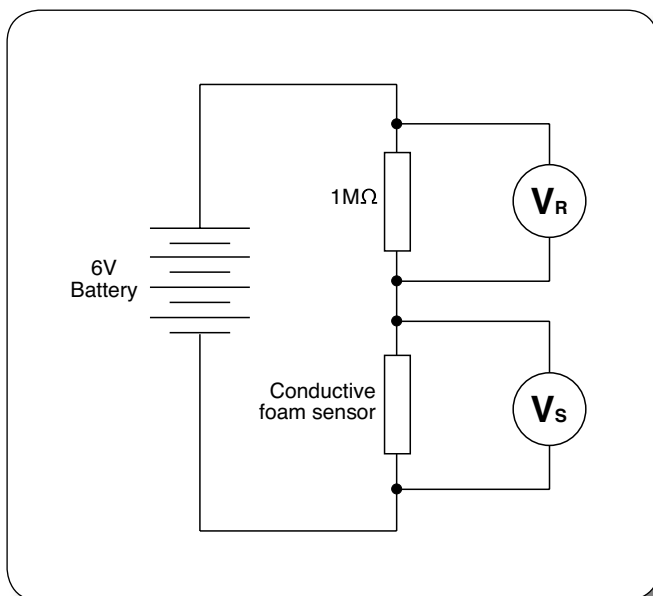 1MΩ
VR
6V
Battery
Conductive
foam sensor
VS